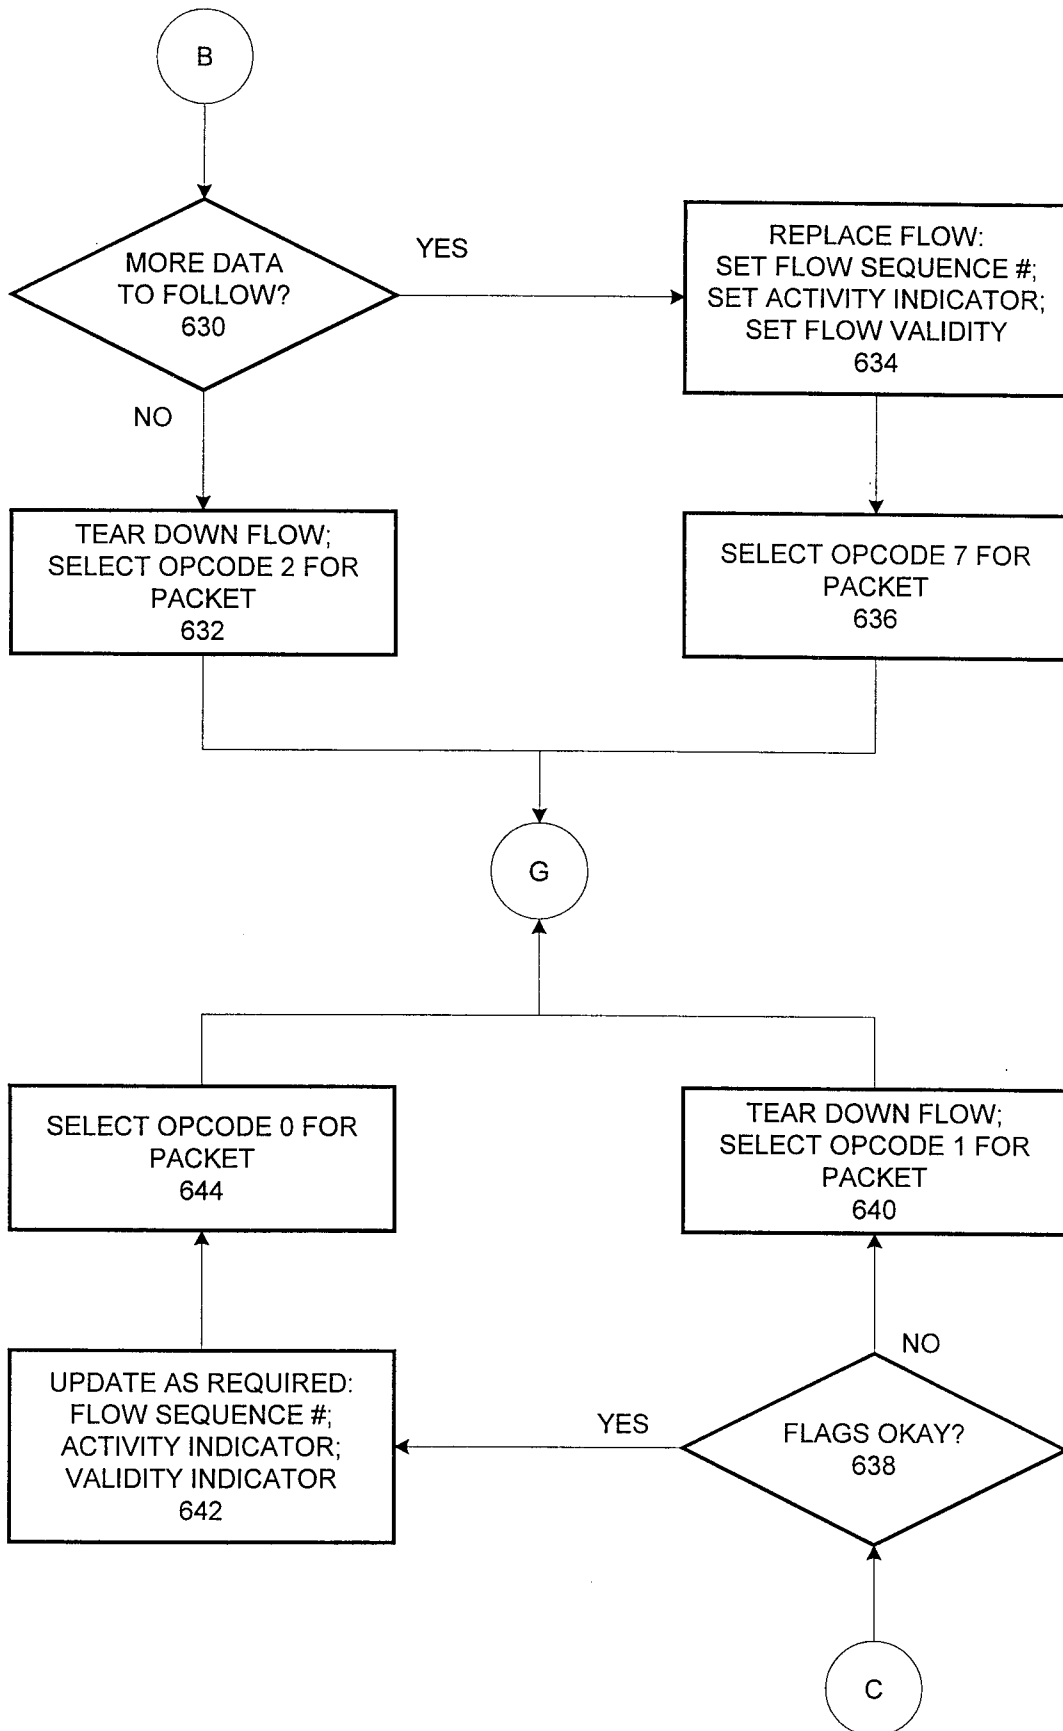 B
MORE DATA
TO FOLLOW?
630
YES
NO
REPLACE FLOW:
SET FLOW SEQUENCE #;
SET ACTIVITY INDICATOR;
SET FLOW VALIDITY
634
TEAR DOWN FLOW;
SELECT OPCODE 2 FOR
PACKET
632
SELECT OPCODE 7 FOR
PACKET
636
G
SELECT OPCODE 0 FOR
PACKET
644
TEAR DOWN FLOW;
SELECT OPCODE 1 FOR
PACKET
640
NO
UPDATE AS REQUIRED:
FLOW SEQUENCE #;
ACTIVITY INDICATOR;
VALIDITY INDICATOR
642
YES
FLAGS OKAY?
638
C